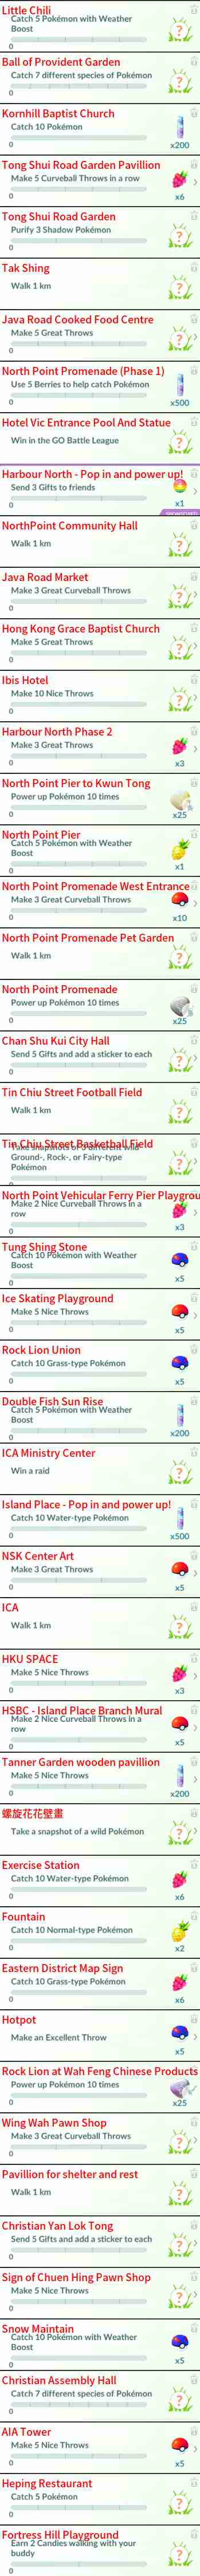 Little Chili
Catch 5 Pokémon with Weather
Boost
0
Ball of Provident Garden
Catch 7 different species of Pokémon
0
Kornhill Baptist Church
Catch 10 Pokémon
0
x200
Tong Shui Road Garden Pavillion
Make 5 Curveball Throws in a row
0
x6
Tong Shui Road Garden
Purify 3 Shadow Pokémon
0
Tak Shing
Walk 1 km
Java Road Cooked Food Centre
Make 5 Great Throws
0
North Point Promenade (Phase 1)
Use 5 Berries to help catch Pokémon
0
x500
Hotel Vic Entrance Pool And Statue
Win in the GO Battle League
Harbour North - Pop in and power up!
Send 3 Gifts to friends
0
x1
SPONSORED
NorthPoint Community Hall
Walk 1 km
Java Road Market
Make 3 Great Curveball Throws
0
Hong Kong Grace Baptist Church
Make 5 Great Throws
0
Ibis Hotel
Make 10 Nice Throws
0
Harbour North Phase 2
Make 3 Great Throws
0
x3
North Point Pier to Kwun Tong
Power up Pokémon 10 times
0
x25
North Point Pier
Catch 5 Pokémon with Weather
Boost
0
x1
North Point Promenade West Entrance
Make 3 Great Curveball Throws
0
x10
North Point Promenade Pet Garden
Walk 1 km
North Point Promenade
Power up Pokémon 10 times
0
x25
Chan Shu Kui City Hall
Send 5 Gifts and add a sticker to each
0
Tin Chiu Street Football Field
Walk 1 km
Tin Chiu Street Basketball Field
Take snapshots of 5 different wild
Ground-, Rock-, or Fairy-type
Pokémon
0
North Point Vehicular Ferry Pier Playgrou
Make 2 Nice Curveball Throws in a
row
0
x3
Tung Shing Stone
Catch 10 Pokémon with Weather
Boost
0
x5
Ice Skating Playground
Make 5 Nice Throws
0
x5
Rock Lion Union
Catch 10 Grass-type Pokémon
0
x5
Double Fish Sun Rise
Catch 5 Pokémon with Weather
Boost
0
x200
ICA Ministry Center
Win a raid
Island Place - Pop in and power up!
Catch 10 Water-type Pokémon
0
x500
NSK Center Art
Make 3 Great Throws
0
x5
ICA
Walk 1 km
HKU SPACE
Make 5 Nice Throws
0
x3
HSBC - Island Place Branch Mural
Make 2 Nice Curveball Throws in a
row
0
x5
Tanner Garden wooden pavillion
Make 5 Nice Throws
0
x200
螺旋花花壁畫
Take a snapshot of a wild Pokémon
Exercise Station
Catch 10 Water-type Pokémon
0
x6
Fountain
Catch 10 Normal-type Pokémon
0
x2
Eastern District Map Sign
Catch 10 Grass-type Pokémon
0
x6
Hotpot
Make an Excellent Throw
x5
Rock Lion at Wah Feng Chinese Products
Power up Pokémon 10 times
0
x25
Wing Wah Pawn Shop
Make 3 Great Curveball Throws
0
Pavillion for shelter and rest
Walk 1 km
Christian Yan Lok Tong
Send 5 Gifts and add a sticker to each
0
Sign of Chuen Hing Pawn Shop
Make 5 Nice Throws
0
Snow Maintain
Catch 10 Pokémon with Weather
Boost
0
x5
Christian Assembly Hall
Catch 7 different species of Pokémon
0
AIA Tower
Make 5 Nice Throws
0
x5
Heping Restaurant
Catch 5 Pokémon
0
Fortress Hill Playground
Earn 2 Candies walking with your
buddy
0